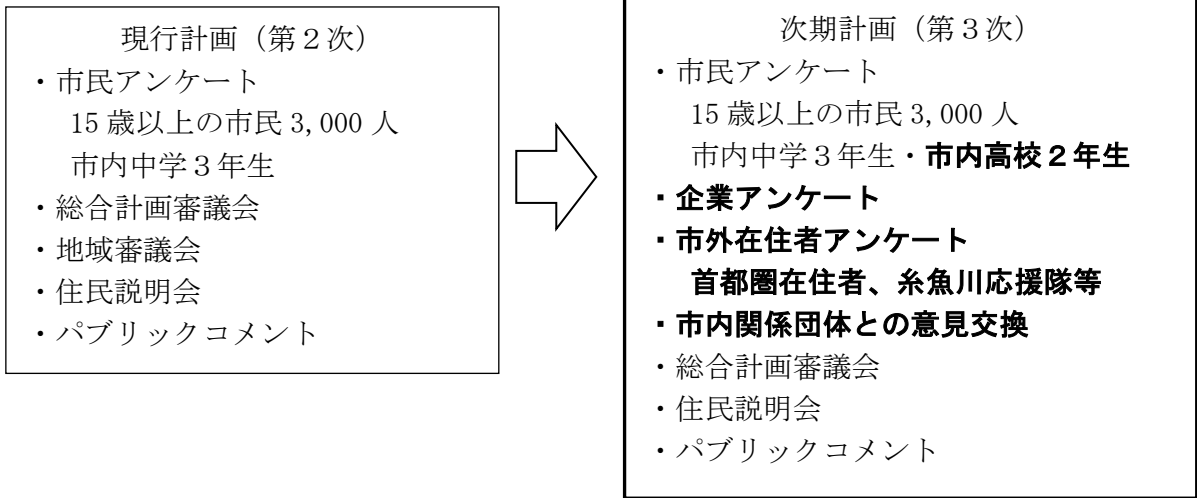 現行計画（第２次）
・市民アンケート
15 歳以上の市民 3,000 人
市内中学３年生
・総合計画審議会
・地域審議会
・住民説明会
・パブリックコメント
次期計画（第３次）
・市民アンケート
15 歳以上の市民 3,000 人
市内中学３年生・市内高校２年生
・企業アンケート
・市外在住者アンケート
首都圏在住者、糸魚川応援隊等
・市内関係団体との意見交換
・総合計画審議会
・住民説明会
・パブリックコメント